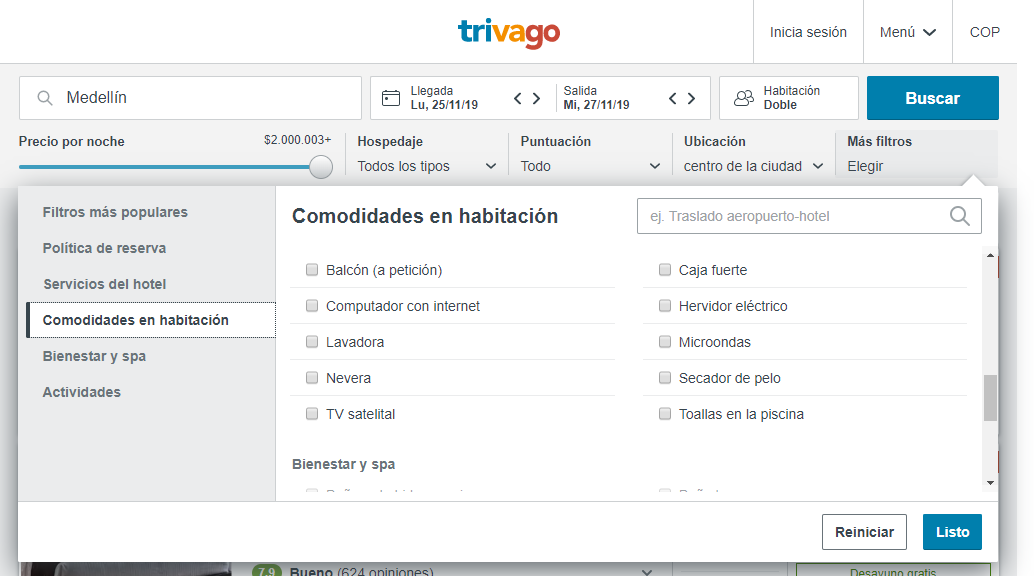 trivago
Inicia sesión
Menú
COP
Medellín
Llegada
Lu, 25/11/19
Salida
Mi, 27/11/19
Habitación
Doble
Buscar
Precio por noche
$2.000.003+
Hospedaje
Todos los tipos
Puntuación
Todo
Ubicación
centro de la ciudad
Más filtros
Elegir
Filtros más populares
Política de reserva
Servicios del hotel
Comodidades en habitación
Bienestar y spa
Actividades
Comodidades en habitación
ej. Traslado aeropuerto-hotel
Balcón (a petición)
Caja fuerte
Computador con internet
Hervidor eléctrico
Lavadora
Microondas
Nevera
Secador de pelo
TV satelital
Toallas en la piscina
Bienestar y spa
Reiniciar
Listo
7.9 Bueno (624 opiniones)
Desayuno gratis